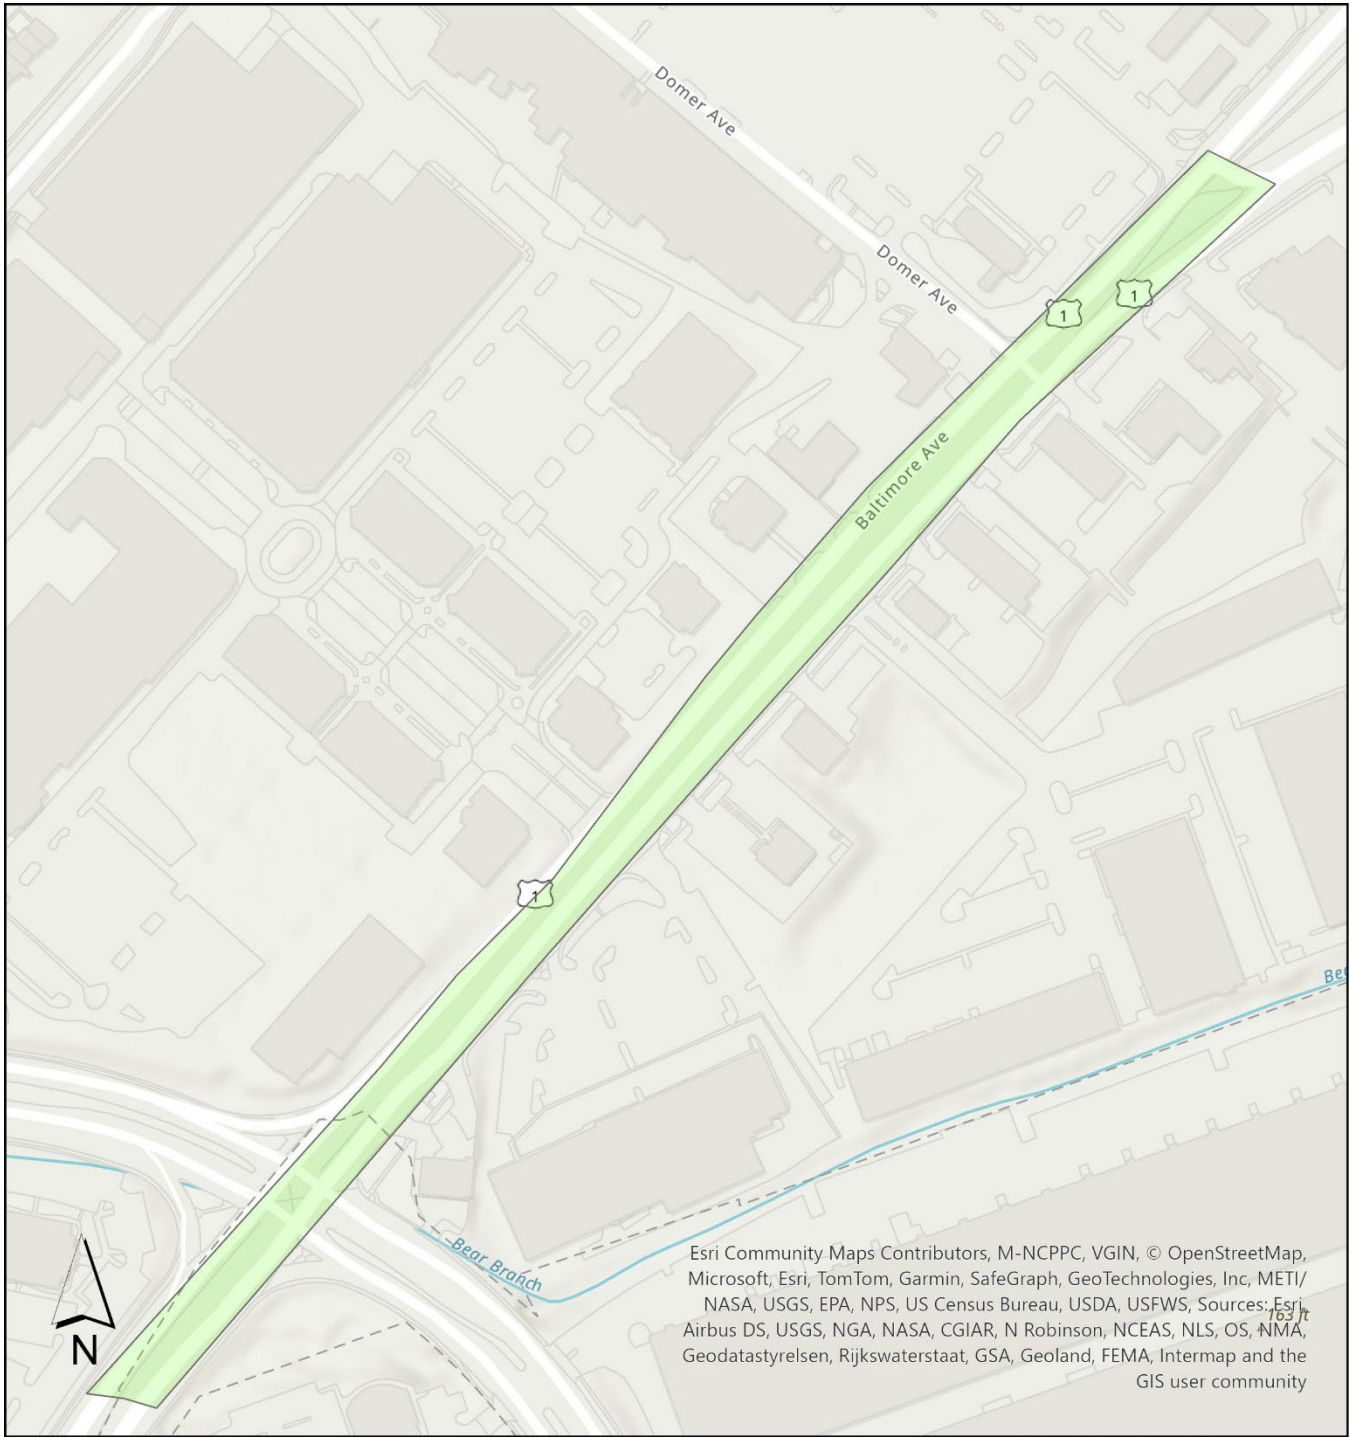 Domer Ave
Domer Ave
1
1
Baltimore Ave
1
Bear Branch
N
Esri Community Maps Contributors, M-NCPPC, VGIN, © OpenStreetMap,
Microsoft, Esri, TomTom, Garmin, SafeGraph, GeoTechnologies, Inc, METI/
NASA, USGS, EPA, NPS, US Census Bureau, USDA, USFWS, Sources: Esri,
Airbus DS, USGS, NGA, NASA, CGIAR, N Robinson, NCEAS, NLS, OS, NMA,
Geodatastyrelsen, Rijkswaterstaat, GSA, Geoland, FEMA, Intermap and the
GIS user community
163 ft